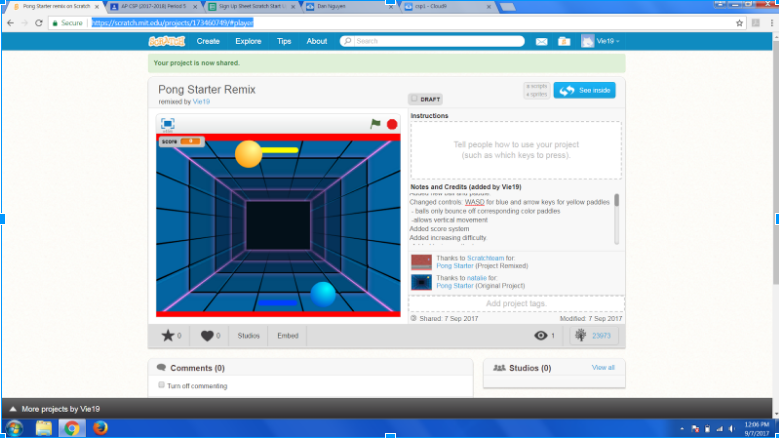 Pong Starter remix on Scratch
AP CSP (2017-2018) Period 5
Sign Up Sheet Scratch Start
Dan Nguyen
csp1 - Cloud9
Secure
https://scratch.mit.edu/projects/173460749/#player
SCRATCH
Create
Explore
Tips
About
Search
Vie19
Your project is now shared.
Pong Starter Remix
remixed by Vie19
DRAFT
scripts
sprites
See inside
score
Instructions
Tell people how to use your project
(such as which keys to press).
Notes and Credits (added by Vie19)
Added new ball and paddle
Changed controls: WASD for blue and arrow keys for yellow paddles
- balls only bounce off corresponding color paddles
-allows vertical movement
Added score system
Added increasing difficulty
Thanks to Scratchteam for:
Pong Starter (Project Remixed)
Thanks to natalie for:
Pong Starter (Original Project)
Add project tags.
Shared: 7 Sep 2017
Modified: 7 Sep 2017
0
0
Studios
Embed
1
23973
Comments (0)
Turn off commenting
Studios (0)
View all
More projects by Vie19
12:06 PM
9/7/2017